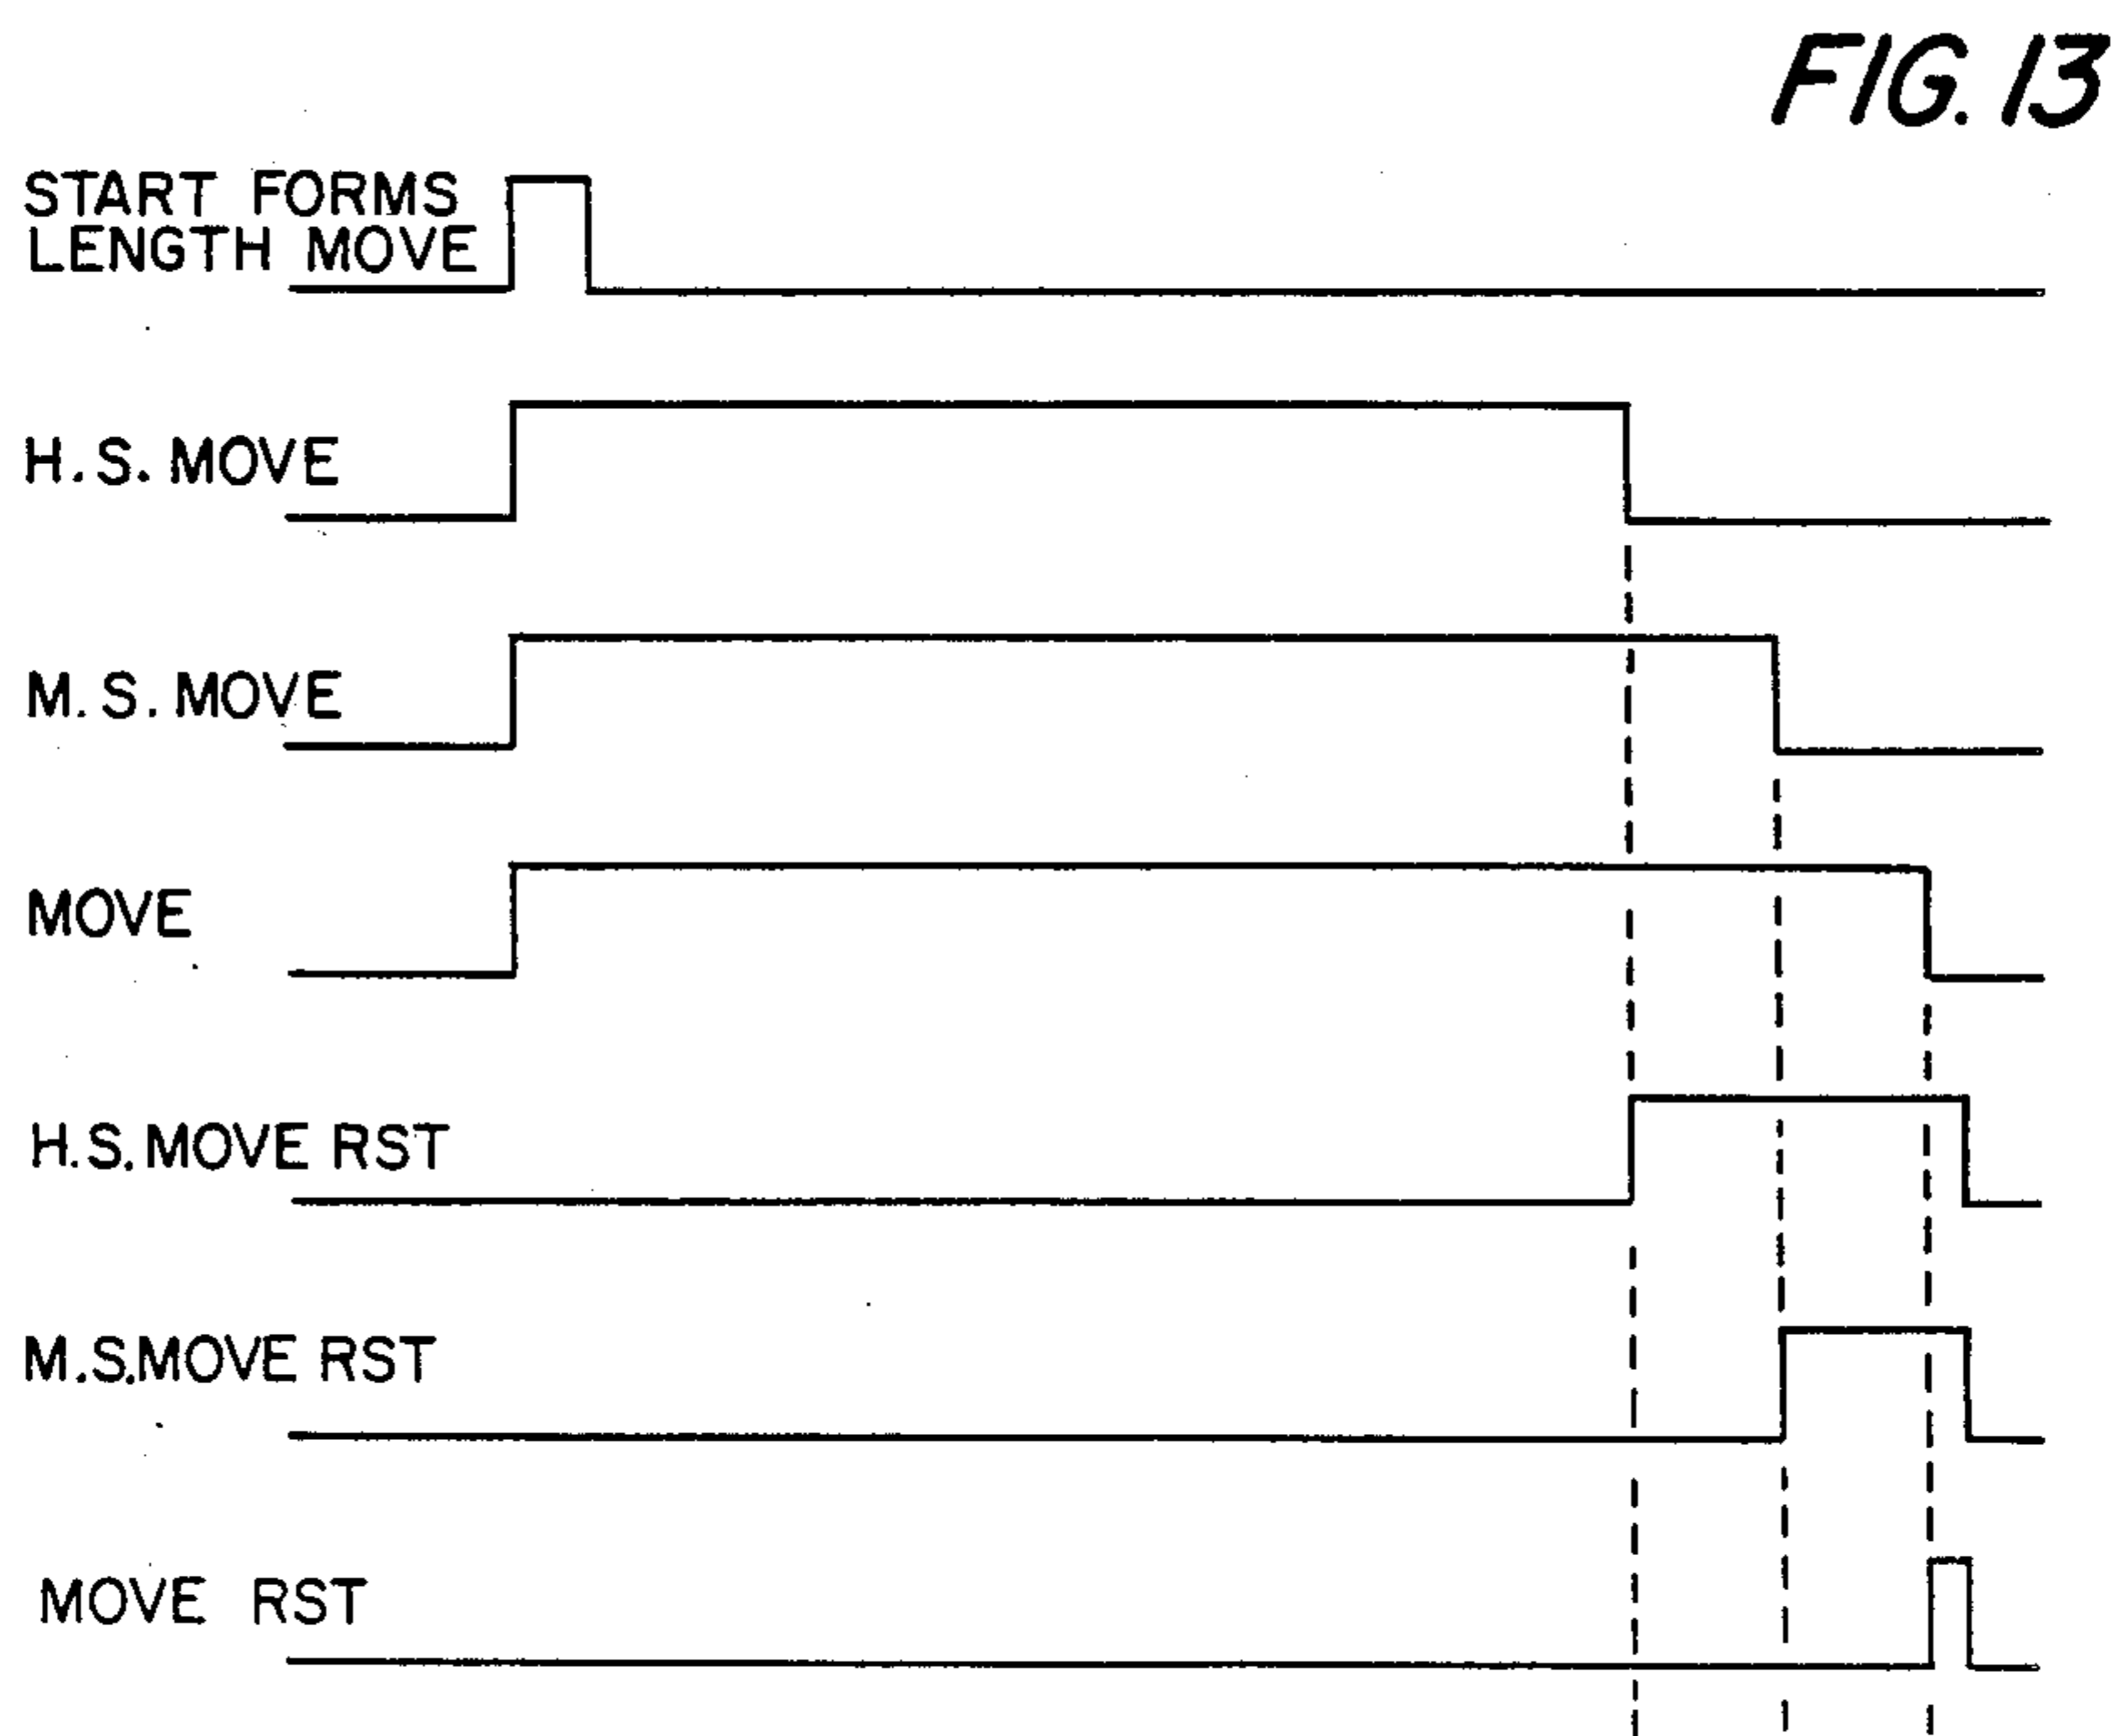 FIG. 13
START FORMS
LENGTH MOVE
H.S. MOVE
M.S. MOVE
MOVE
H.S. MOVE RST
M.S. MOVE RST
MOVE RST